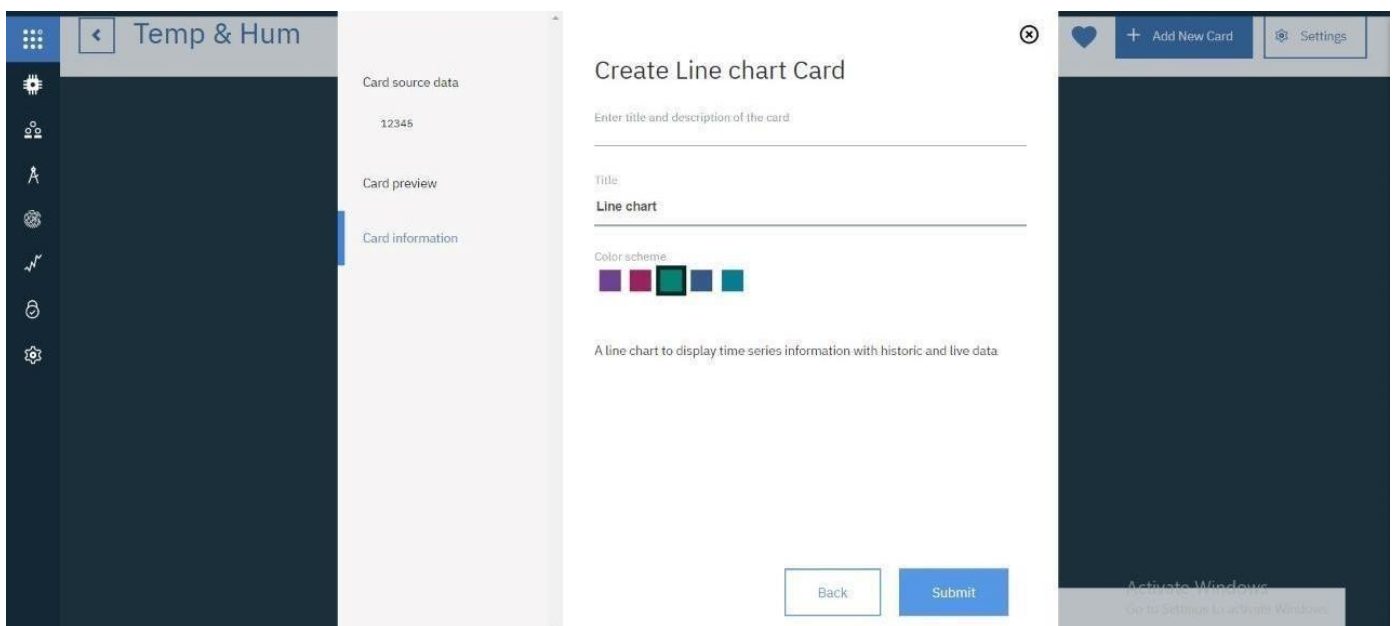 Temp & Hum
Add New Card
Settings
Card source data
12345
Card preview
Card information
Create Line chart Card
Enter title and description of the card
Title
Line chart
Color scheme
A line chart to display time series information with historic and live data
Back
Submit
Activate Windows
Go to Settings to activate Windows.